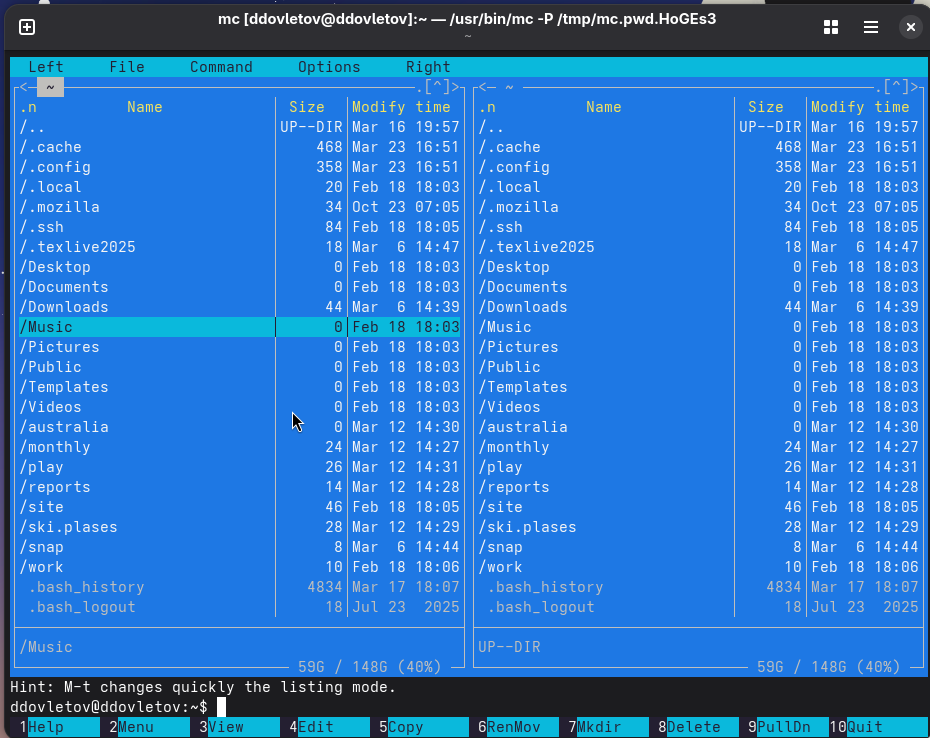 mc [ddovletov@ddovletov]:~ — /usr/bin/mc -P /tmp/mc.pwd.HoGEs3
~
Left File Command Options Right
<─ ~ .[^]> <─ ~ .[^]>
.n Name Size Modify time .n Name Size Modify time
/.. UP--DIR Mar 16 19:57 /.. UP--DIR Mar 16 19:57
/.cache 468 Mar 23 16:51 /.cache 468 Mar 23 16:51
/.config 358 Mar 23 16:51 /.config 358 Mar 23 16:51
/.local 20 Feb 18 18:03 /.local 20 Feb 18 18:03
/.mozilla 34 Oct 23 07:05 /.mozilla 34 Oct 23 07:05
/.ssh 84 Feb 18 18:05 /.ssh 84 Feb 18 18:05
/.texlive2025 18 Mar 6 14:47 /.texlive2025 18 Mar 6 14:47
/Desktop 0 Feb 18 18:03 /Desktop 0 Feb 18 18:03
/Documents 0 Feb 18 18:03 /Documents 0 Feb 18 18:03
/Downloads 44 Mar 6 14:39 /Downloads 44 Mar 6 14:39
/Music 0 Feb 18 18:03 /Music 0 Feb 18 18:03
/Pictures 0 Feb 18 18:03 /Pictures 0 Feb 18 18:03
/Public 0 Feb 18 18:03 /Public 0 Feb 18 18:03
/Templates 0 Feb 18 18:03 /Templates 0 Feb 18 18:03
/Videos 0 Feb 18 18:03 /Videos 0 Feb 18 18:03
/australia 0 Mar 12 14:30 /australia 0 Mar 12 14:30
/monthly 24 Mar 12 14:27 /monthly 24 Mar 12 14:27
/play 26 Mar 12 14:31 /play 26 Mar 12 14:31
/reports 14 Mar 12 14:28 /reports 14 Mar 12 14:28
/site 46 Feb 18 18:05 /site 46 Feb 18 18:05
/ski.plases 28 Mar 12 14:29 /ski.plases 28 Mar 12 14:29
/snap 8 Mar 6 14:44 /snap 8 Mar 6 14:44
/work 10 Feb 18 18:06 /work 10 Feb 18 18:06
.bash_history 4834 Mar 17 18:07 .bash_history 4834 Mar 17 18:07
.bash_logout 18 Jul 23 2025 .bash_logout 18 Jul 23 2025
/Music UP--DIR
59G / 148G (40%) 59G / 148G (40%)
Hint: M-t changes quickly the listing mode.
ddovletov@ddovletov:~$
1Help 2Menu 3View 4Edit 5Copy 6RenMov 7Mkdir 8Delete 9PullDn 10Quit